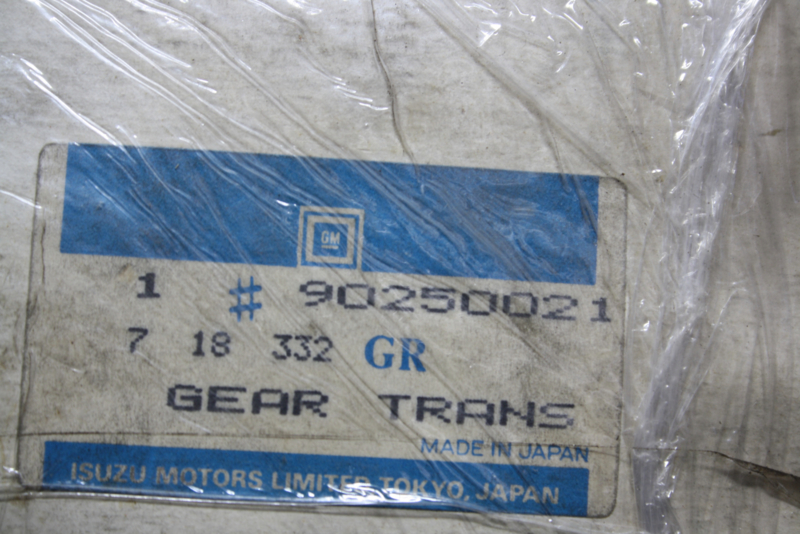 GM
1 # 90250021
7 18 332 GR
GEAR TRANS
MADE IN JAPAN
ISUZU MOTORS LIMITED TOKYO, JAPAN